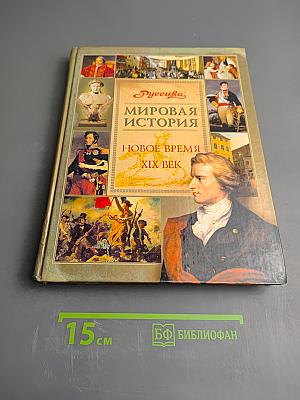 Руссика
МИРОВАЯ
ИСТОРИЯ
НОВОЕ ВРЕМЯ
XIX ВЕК
15 см
БФ БИБЛИОФАН